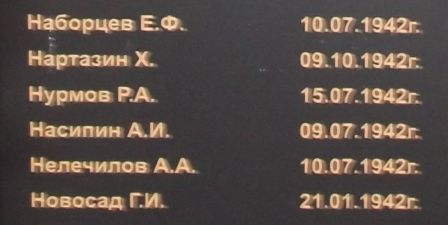 Наборцев Е.Ф. 10.07.1942г.
Нартазин Х. 09.10.1942г.
Нурмов Р.А. 15.07.1942г.
Насипин А.И. 09.07.1942г.
Нелечилов А.А. 10.07.1942г.
Новосад Г.И. 21.01.1942г.